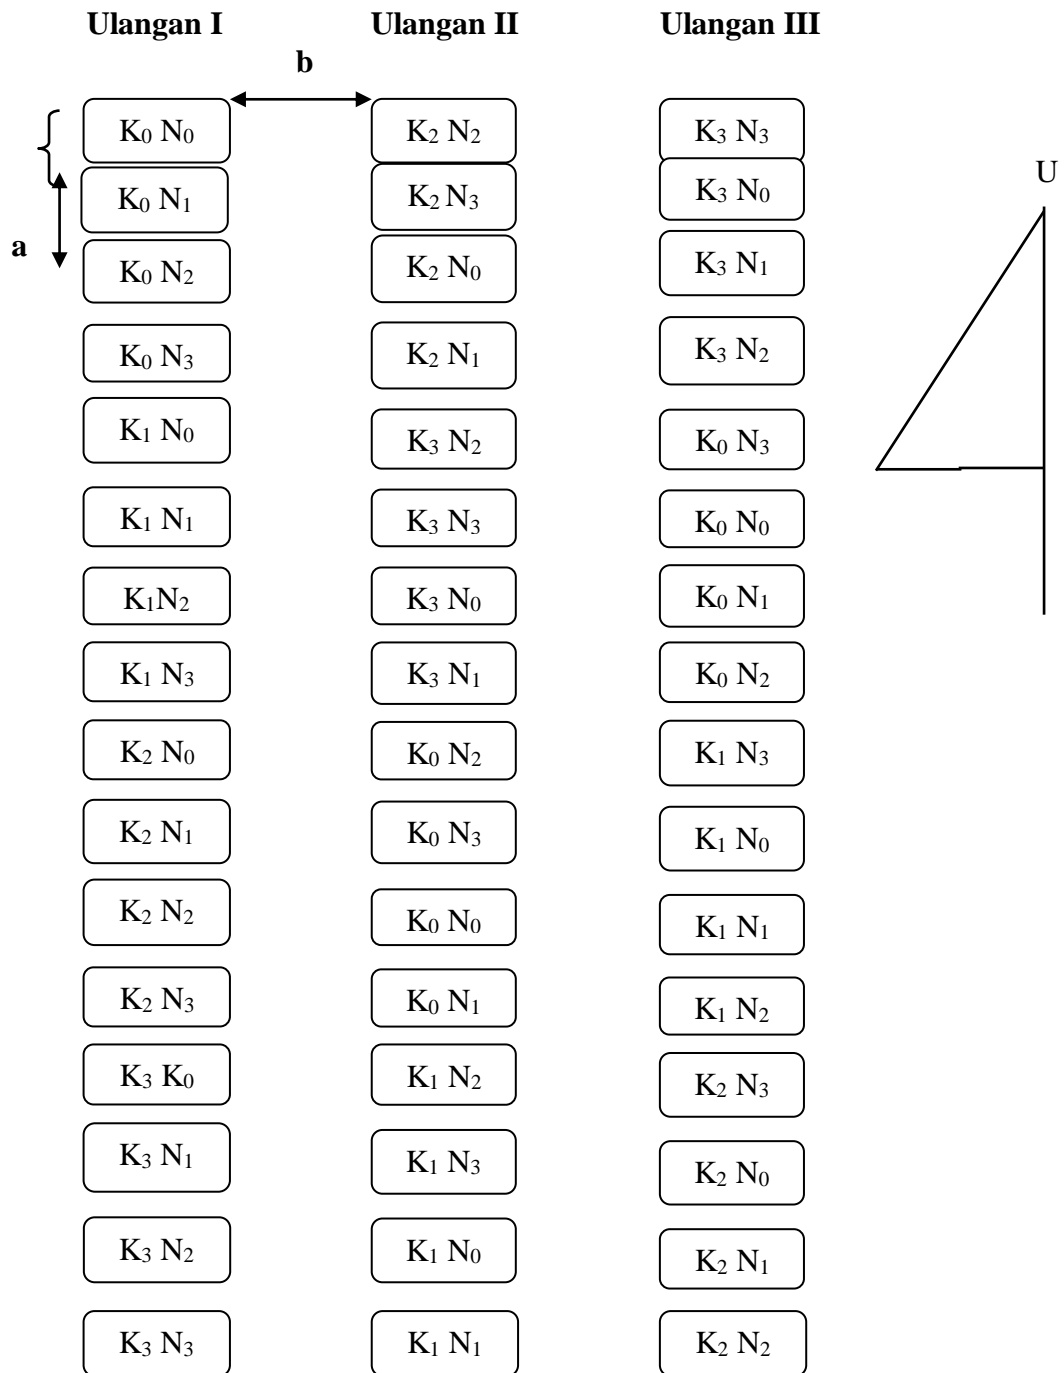 Ulangan I Ulangan II Ulangan III
b
K₀ N₀ K₂ N₂ K₃ N₃
U
K₀ N₁ K₂ N₃ K₃ N₀
a
K₀ N₂ K₂ N₀ K₃ N₁
K₀ N₃ K₂ N₁ K₃ N₂
K₁ N₀ K₃ N₂ K₀ N₃
K₁ N₁ K₃ N₃ K₀ N₀
K₁N₂ K₃ N₀ K₀ N₁
K₁ N₃ K₃ N₁ K₀ N₂
K₂ N₀ K₀ N₂ K₁ N₃
K₂ N₁ K₀ N₃ K₁ N₀
K₂ N₂ K₀ N₀ K₁ N₁
K₂ N₃ K₀ N₁ K₁ N₂
K₃ K₀ K₁ N₂ K₂ N₃
K₃ N₁ K₁ N₃ K₂ N₀
K₃ N₂ K₁ N₀ K₂ N₁
K₃ N₃ K₁ N₁ K₂ N₂